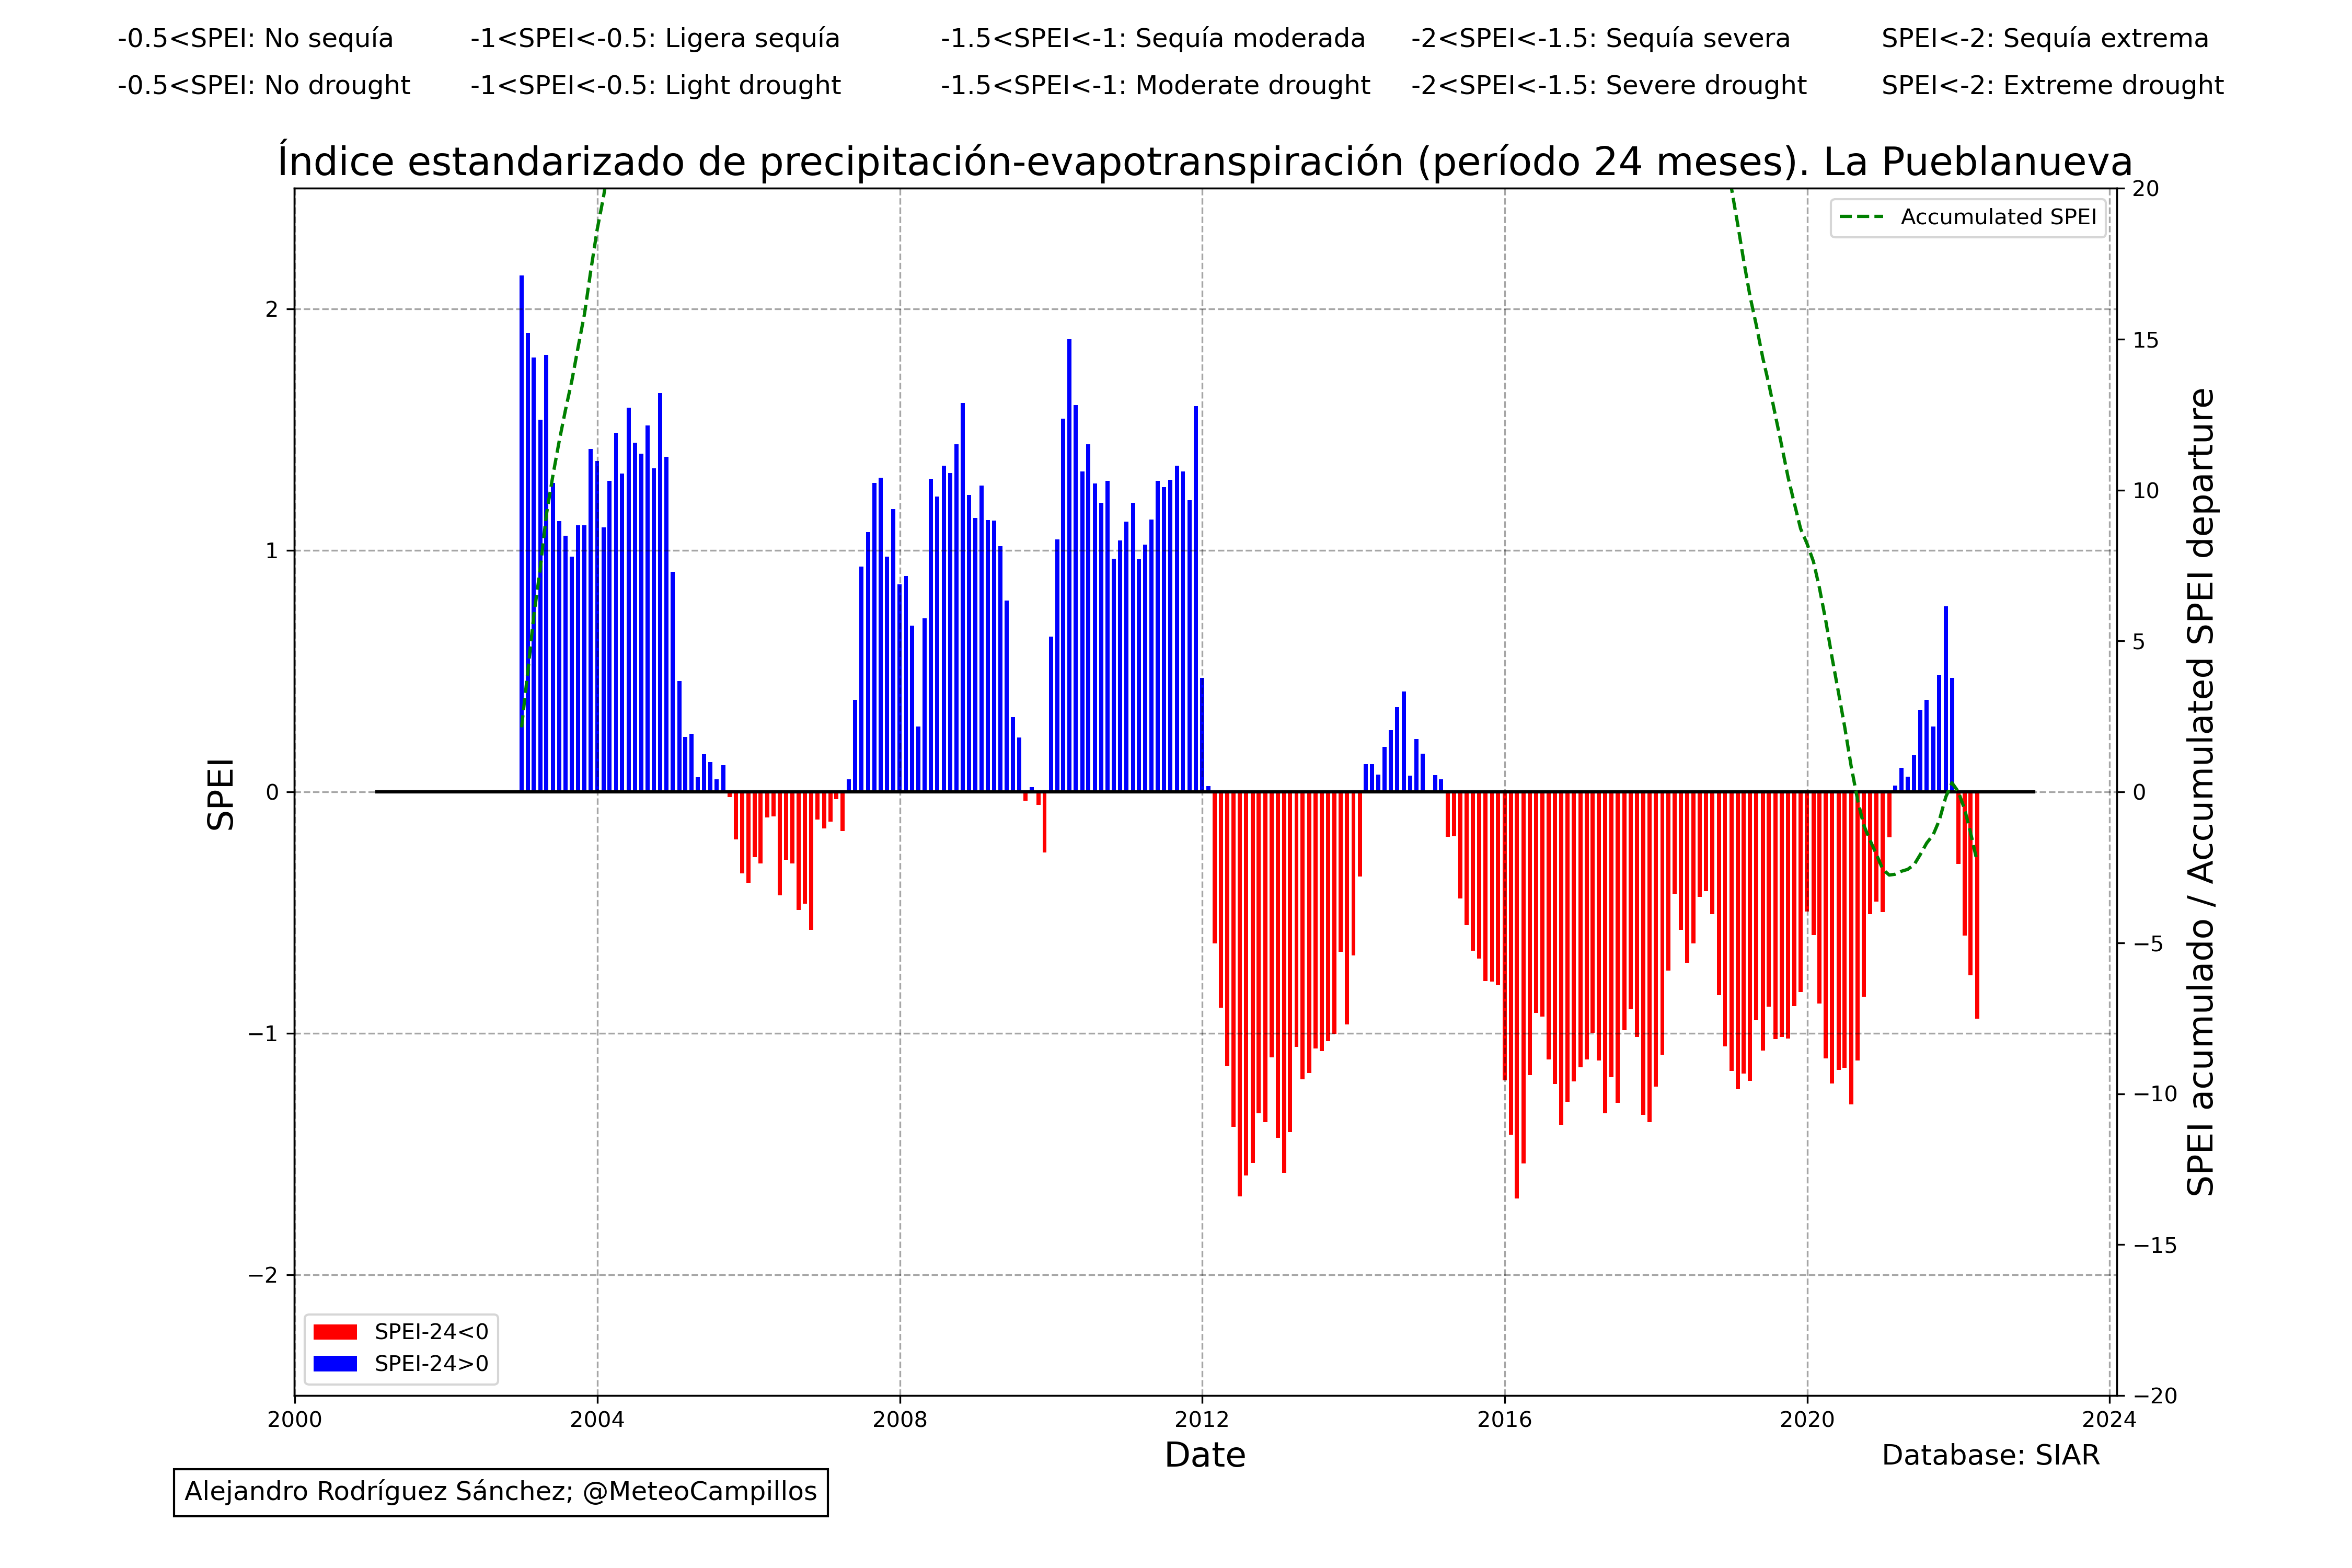 -0.5<SPEI: No sequía -1<SPEI<-0.5: Ligera sequía -1.5<SPEI<-1: Sequía moderada -2<SPEI<-1.5: Sequía severa SPEI<-2: Sequía extrema
-0.5<SPEI: No drought -1<SPEI<-0.5: Light drought -1.5<SPEI<-1: Moderate drought -2<SPEI<-1.5: Severe drought SPEI<-2: Extreme drought
Índice estandarizado de precipitación-evapotranspiración (período 24 meses). La Pueblanueva
Accumulated SPEI
2
1
0
−1
−2
SPEI
20
15
10
5
0
−5
−10
−15
−20
SPEI acumulado / Accumulated SPEI departure
SPEI-24<0
SPEI-24>0
2000 2004 2008 2012 2016 2020 2024
Date
Database: SIAR
Alejandro Rodríguez Sánchez; @MeteoCampillos